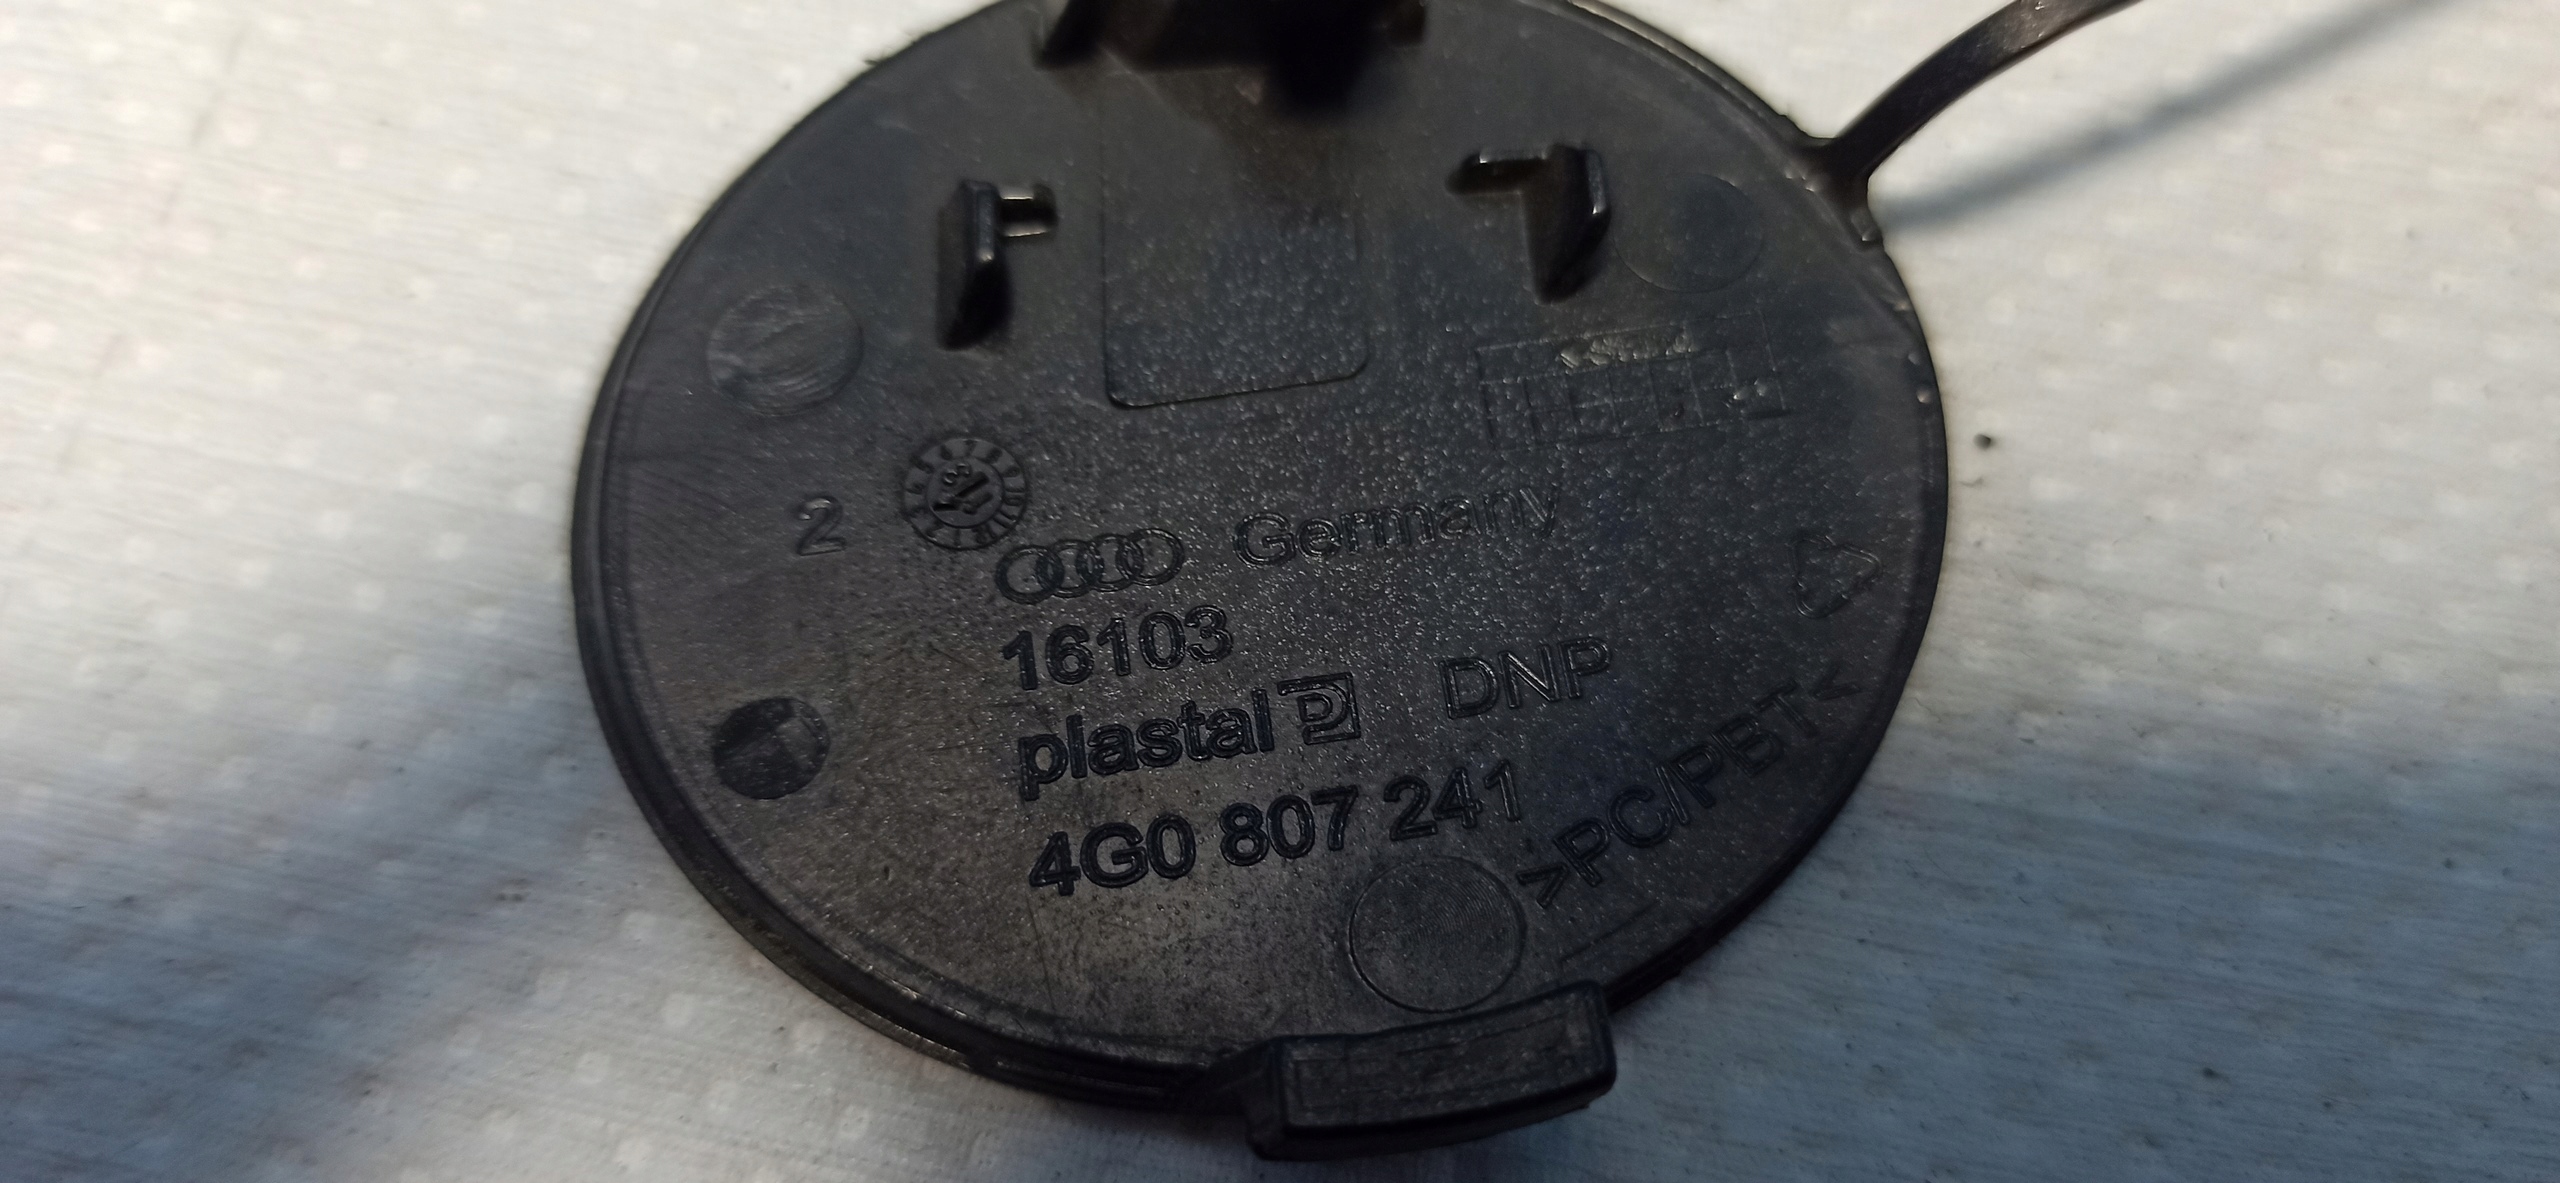 2
Germany
16103
plastal DNP
4G0 807 241
>PC/PBT<